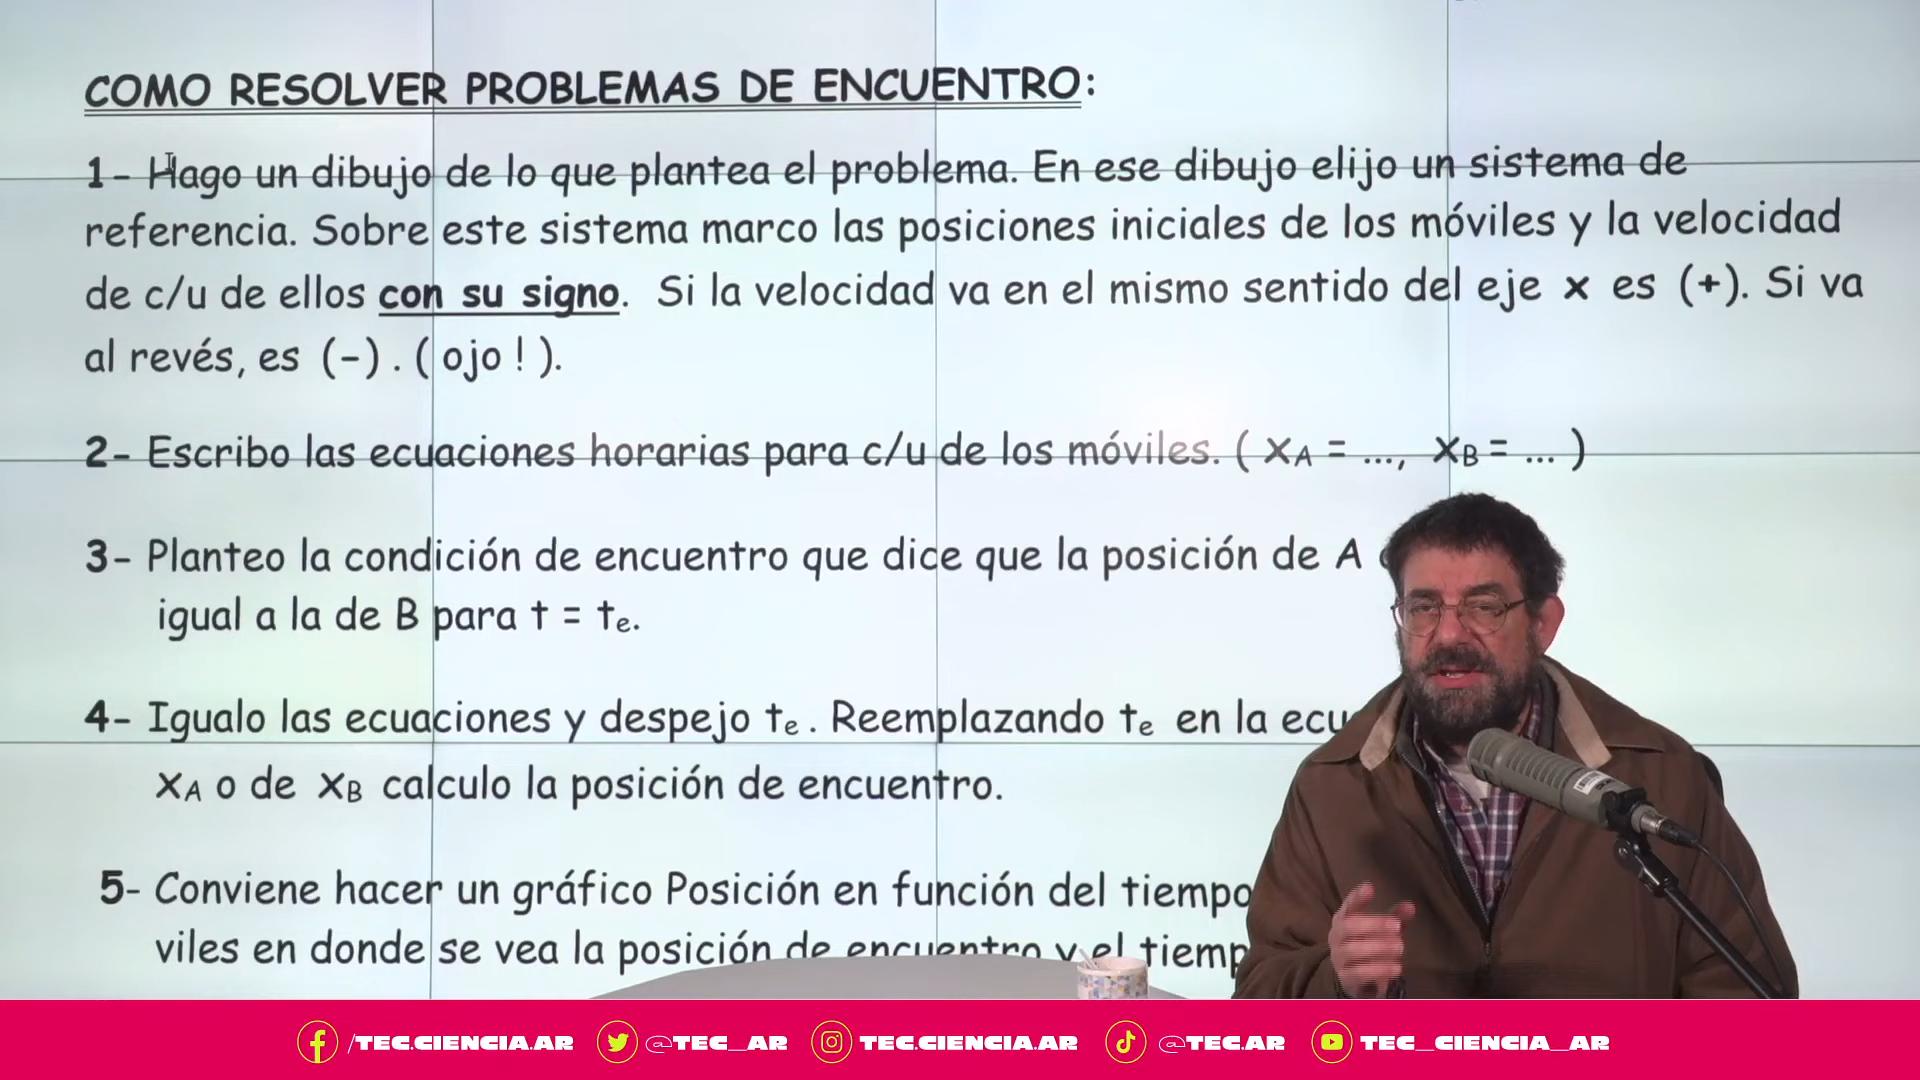 COMO RESOLVER PROBLEMAS DE ENCUENTRO:
1- Hago un dibujo de lo que plantea el problema. En ese dibujo elijo un sistema de
referencia. Sobre este sistema marco las posiciones iniciales de los móviles y la velocidad
de c/u de ellos con su signo. Si la velocidad va en el mismo sentido del eje x es (+). Si va
al revés, es (-) . ( ojo ! ).
2- Escribo las ecuaciones horarias para c/u de los móviles. ( xA = ..., xB = ... )
3- Planteo la condición de encuentro que dice que la posición de A
igual a la de B para t = te.
4- Igualo las ecuaciones y despejo te . Reemplazando te en la
xA o de xB calculo la posición de encuentro.
5- Conviene hacer un gráfico Posición en función del tiempo
viles en donde se vea la posición de encuentro y el
/TEC.CIENCIA.AR @TEC_AR TEC.CIENCIA.AR @TEC.AR TEC_CIENCIA_AR